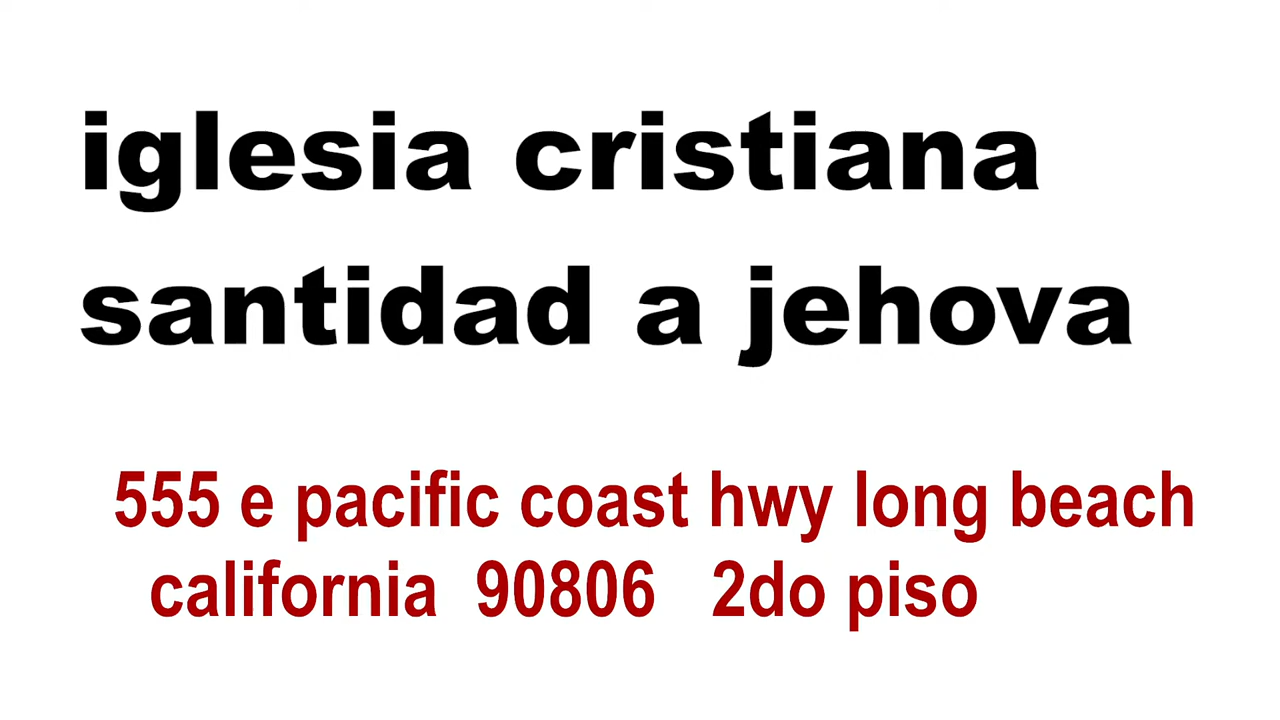 iglesia cristiana
santidad a jehova
555 e pacific coast hwy long beach
california 90806 2do piso